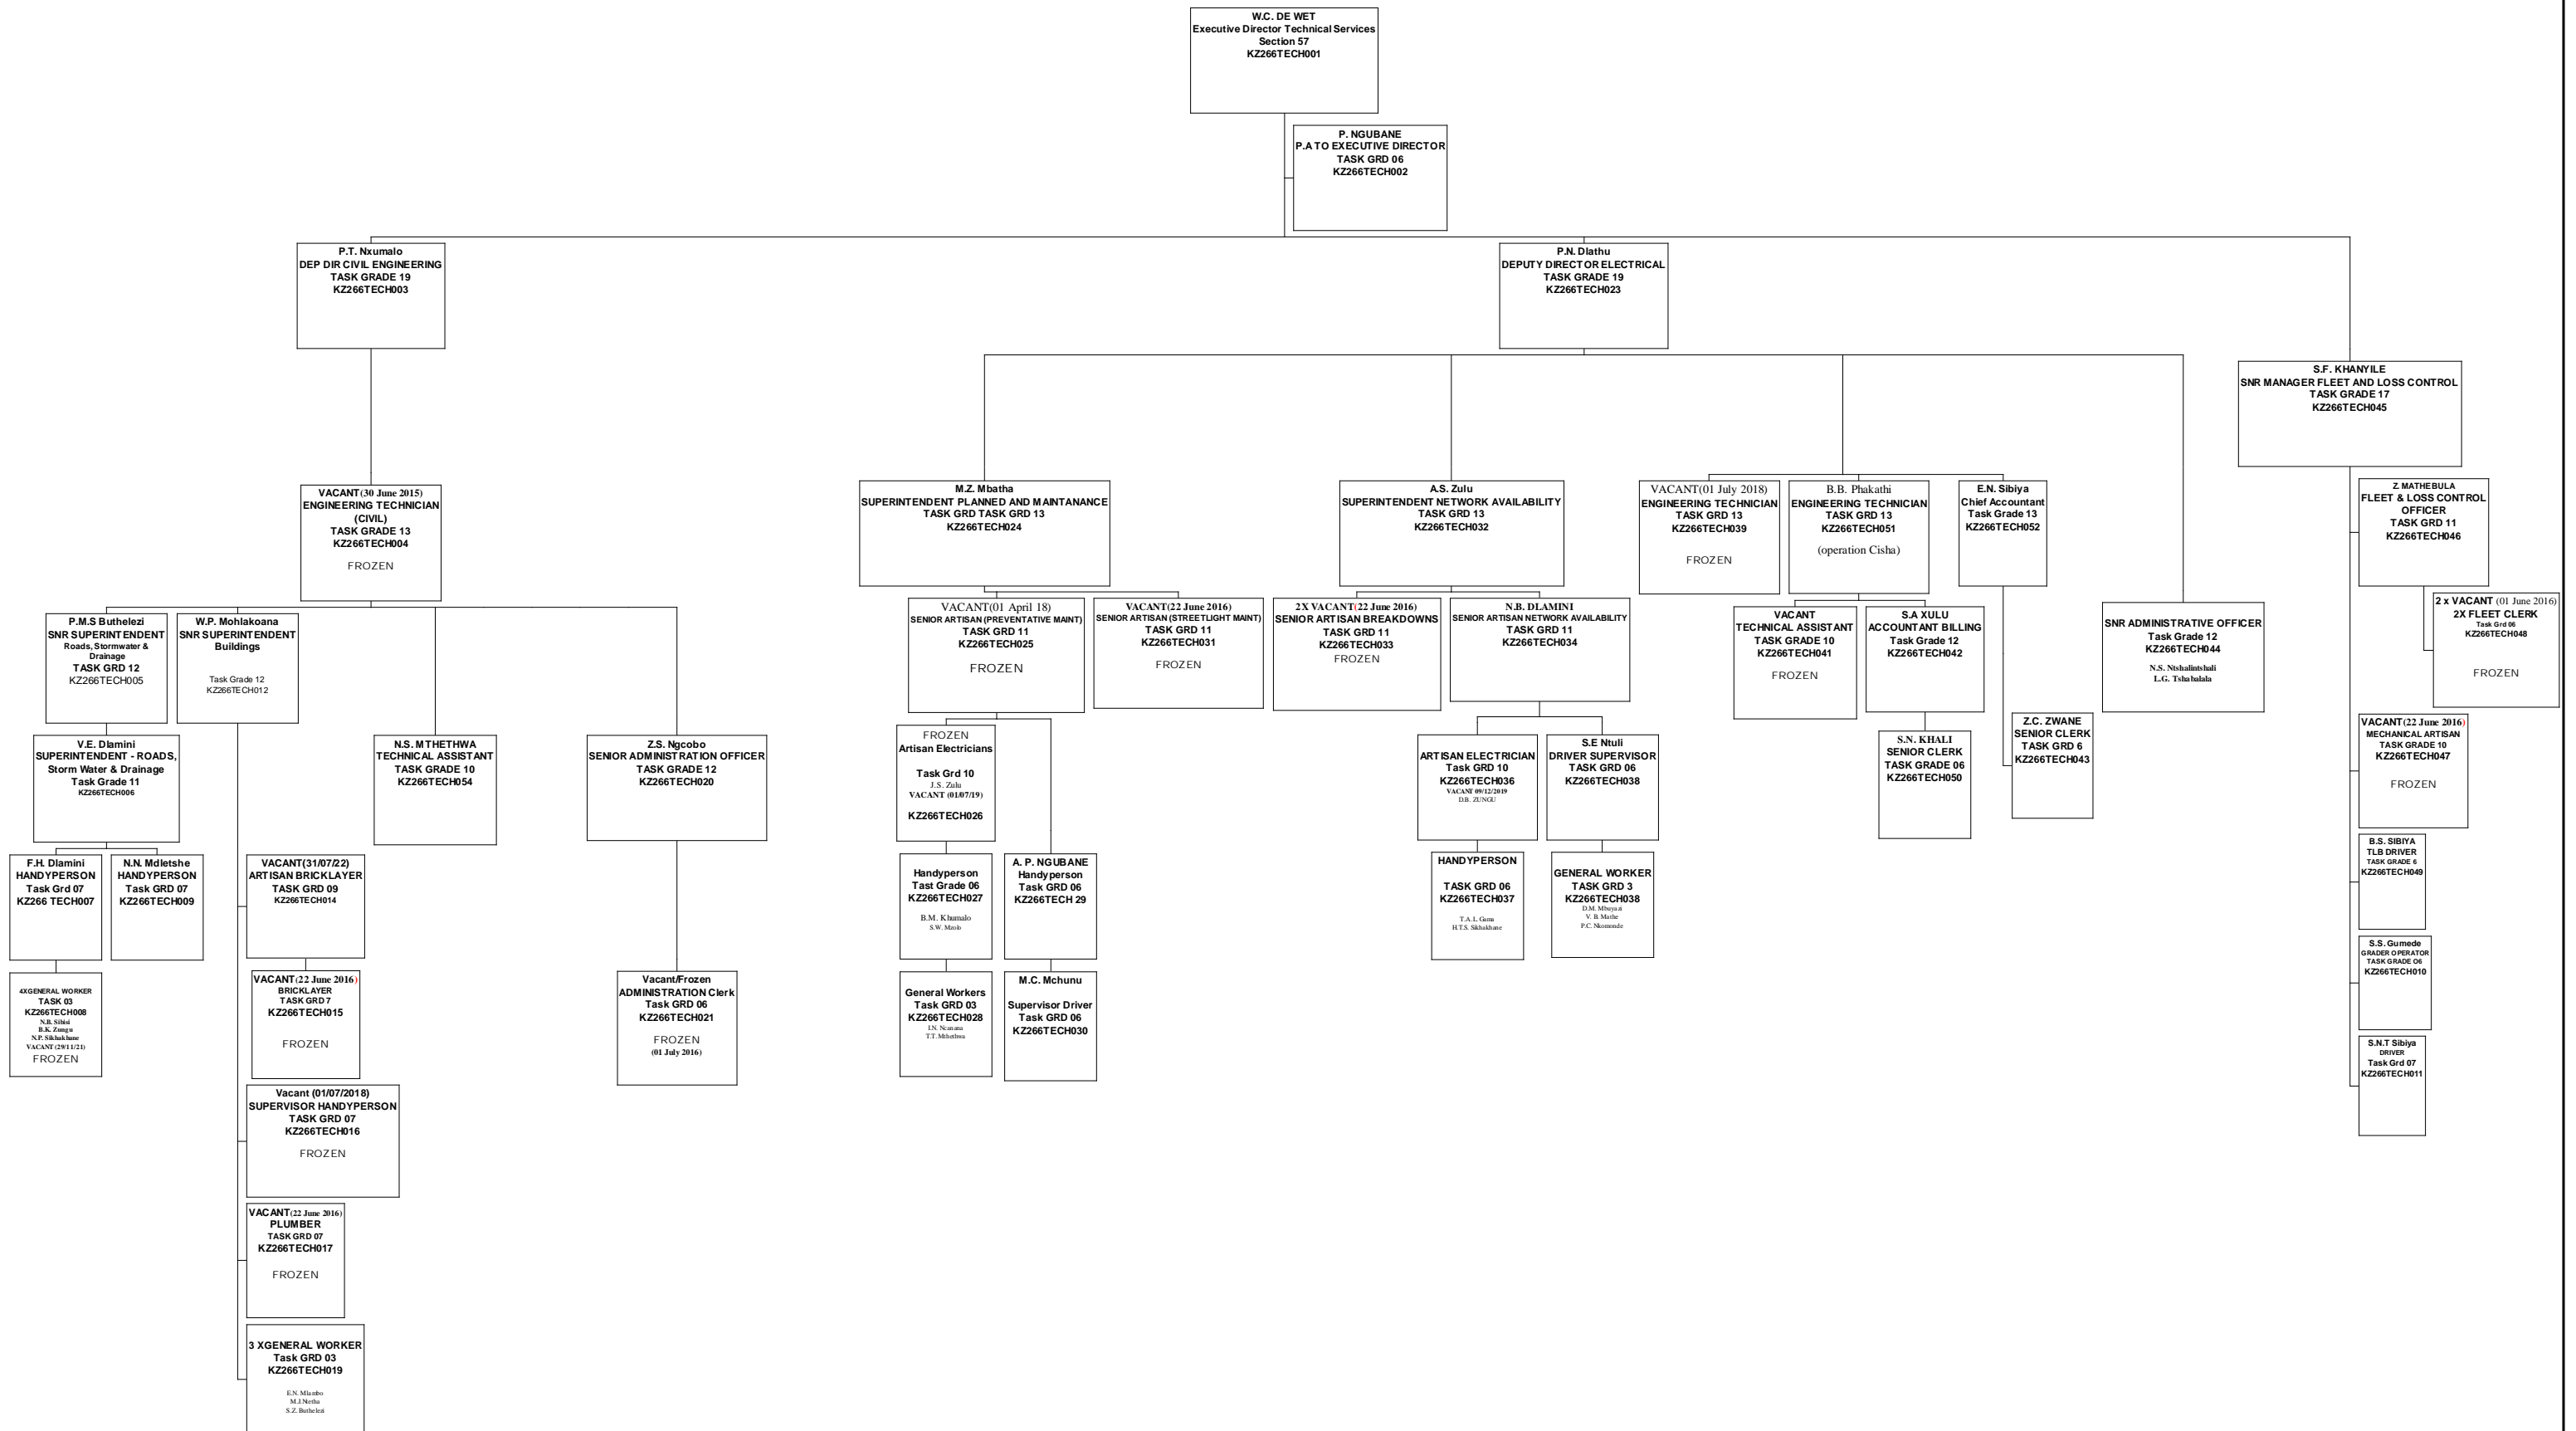 W.C. DE WET
Executive Director Technical Services
Section 57
KZ266TECH001
P. NGUBANE
P.A TO EXECUTIVE DIRECTOR
TASK GRD 06
KZ266TECH002
P.T. Nxumalo
DEP DIR CIVIL ENGINEERING
TASK GRADE 19
KZ266TECH003
P.N. Dlathu
DEPUTY DIRECTOR ELECTRICAL
TASK GRADE 19
KZ266TECH023
S.F. KHANYILE
SNR MANAGER FLEET AND LOSS CONTROL
TASK GRADE 17
KZ266TECH045
VACANT(30 June 2015)
ENGINEERING TECHNICIAN
(CIVIL)
TASK GRADE 13
KZ266TECH004
FROZEN
M.Z. Mbatha
SUPERINTENDENT PLANNED AND MAINTANANCE
TASK GRD TASK GRD 13
KZ266TECH024
A.S. Zulu
SUPERINTENDENT NETWORK AVAILABILITY
TASK GRD 13
KZ266TECH032
VACANT(01 July 2018)
ENGINEERING TECHNICIAN
TASK GRD 13
KZ266TECH039
FROZEN
B.B. Phakathi
ENGINEERING TECHNICIAN
TASK GRD 13
KZ266TECH051
(operation Cisha)
E.N. Sibiya
Chief Accountant
Task Grade 13
KZ266TECH052
Z. MATHEBULA
FLEET & LOSS CONTROL
OFFICER
TASK GRD 11
KZ266TECH046
P.M.S Buthelezi
SNR SUPERINTENDENT
Roads, Stormwater &
Drainage
TASK GRD 12
KZ266TECH005
W.P. Mohlakoana
SNR SUPERINTENDENT
Buildings
Task Grade 12
KZ266TECH012
VACANT(01 April 18)
SENIOR ARTISAN (PREVENTATIVE MAINT)
TASK GRD 11
KZ266TECH025
FROZEN
VACANT(22 June 2016)
SENIOR ARTISAN (STREETLIGHT MAINT)
TASK GRD 11
KZ266TECH031
FROZEN
2X VACANT(22 June 2016)
SENIOR ARTISAN BREAKDOWNS
TASK GRD 11
KZ266TECH033
FROZEN
N.B. DLAMINI
SENIOR ARTISAN NETWORK AVAILABILITY
TASK GRD 11
KZ266TECH034
VACANT
TECHNICAL ASSISTANT
TASK GRADE 10
KZ266TECH041
FROZEN
S.A XULU
ACCOUNTANT BILLING
Task Grade 12
KZ266TECH042
SNR ADMINISTRATIVE OFFICER
Task Grade 12
KZ266TECH044
N.S. Ntshalintshali
L.G. Tshabalala
2 x VACANT (01 June 2016)
2X FLEET CLERK
Task Grd 06
KZ266TECH048
FROZEN
V.E. Dlamini
SUPERINTENDENT - ROADS,
Storm Water & Drainage
Task Grade 11
KZ266TECH006
N.S. MTHETHWA
TECHNICAL ASSISTANT
TASK GRADE 10
KZ266TECH054
Z.S. Ngcobo
SENIOR ADMINISTRATION OFFICER
TASK GRADE 12
KZ266TECH020
FROZEN
Artisan Electricians
Task Grd 10
J.S. Zulu
VACANT (01/07/19)
KZ266TECH026
ARTISAN ELECTRICIAN
Task GRD 10
KZ266TECH036
VACANT 09/12/2019
D.B. ZUNGU
S.E Ntuli
DRIVER SUPERVISOR
TASK GRD 06
KZ266TECH038
S.N. KHALI
SENIOR CLERK
TASK GRADE 06
KZ266TECH050
Z.C. ZWANE
SENIOR CLERK
TASK GRD 6
KZ266TECH043
VACANT(22 June 2016)
MECHANICAL ARTISAN
TASK GRADE 10
KZ266TECH047
FROZEN
F.H. Dlamini
HANDYPERSON
Task Grd 07
KZ266 TECH007
N.N. Mdletshe
HANDYPERSON
Task GRD 07
KZ266TECH009
VACANT(31/07/22)
ARTISAN BRICKLAYER
TASK GRD 09
KZ266TECH014
Handyperson
Tast Grade 06
KZ266TECH027
B.M. Khumalo
S.W. Mzolo
A. P. NGUBANE
Handyperson
Task GRD 06
KZ266TECH 29
HANDYPERSON
TASK GRD 06
KZ266TECH037
T.A.L Gama
H.T.S. Sikhakhane
GENERAL WORKER
TASK GRD 3
KZ266TECH038
D.M. Mbuyazi
V. B. Mathe
P.C. Nkomonde
B.S. SIBIYA
TLB DRIVER
TASK GRADE 6
KZ266TECH049
4XGENERAL WORKER
TASK 03
KZ266TECH008
N.B. Sibisi
B.K. Zungu
N.P. Sikhakhane
VACANT (29/11/21)
FROZEN
VACANT(22 June 2016)
BRICKLAYER
TASK GRD 7
KZ266TECH015
FROZEN
Vacant/Frozen
ADMINISTRATION Clerk
Task GRD 06
KZ266TECH021
FROZEN
(01 July 2016)
General Workers
Task GRD 03
KZ266TECH028
I.N. Ncanana
T.T. Mthethwa
M.C. Mchunu
Supervisor Driver
Task GRD 06
KZ266TECH030
S.S. Gumede
GRADER OPERATOR
TASK GRADE O6
KZ266TECH010
S.N.T Sibiya
DRIVER
Task Grd 07
KZ266TECH011
Vacant (01/07/2018)
SUPERVISOR HANDYPERSON
TASK GRD 07
KZ266TECH016
FROZEN
VACANT(22 June 2016)
PLUMBER
TASK GRD 07
KZ266TECH017
FROZEN
3 XGENERAL WORKER
Task GRD 03
KZ266TECH019
E.N. Mlambo
S.Z. Buthelezi